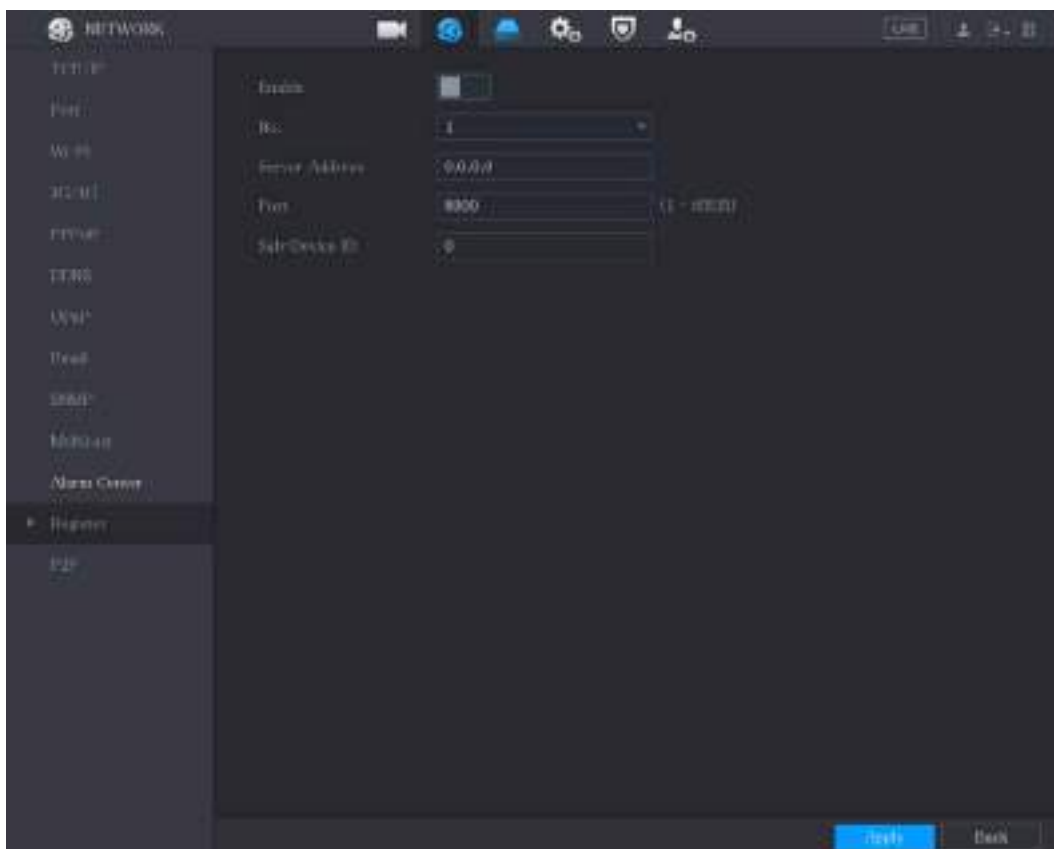 NETWORK
LIVE
TCP/IP
Port
Wi-Fi
3G/4G
PPPoE
DDNS
UPnP
Email
SNMP
Multicast
Alarm Center
Register
P2P
Enable
No. 1
Server Address 0.0.0.0
Port 8000
Sub-Device ID 0
Apply Back